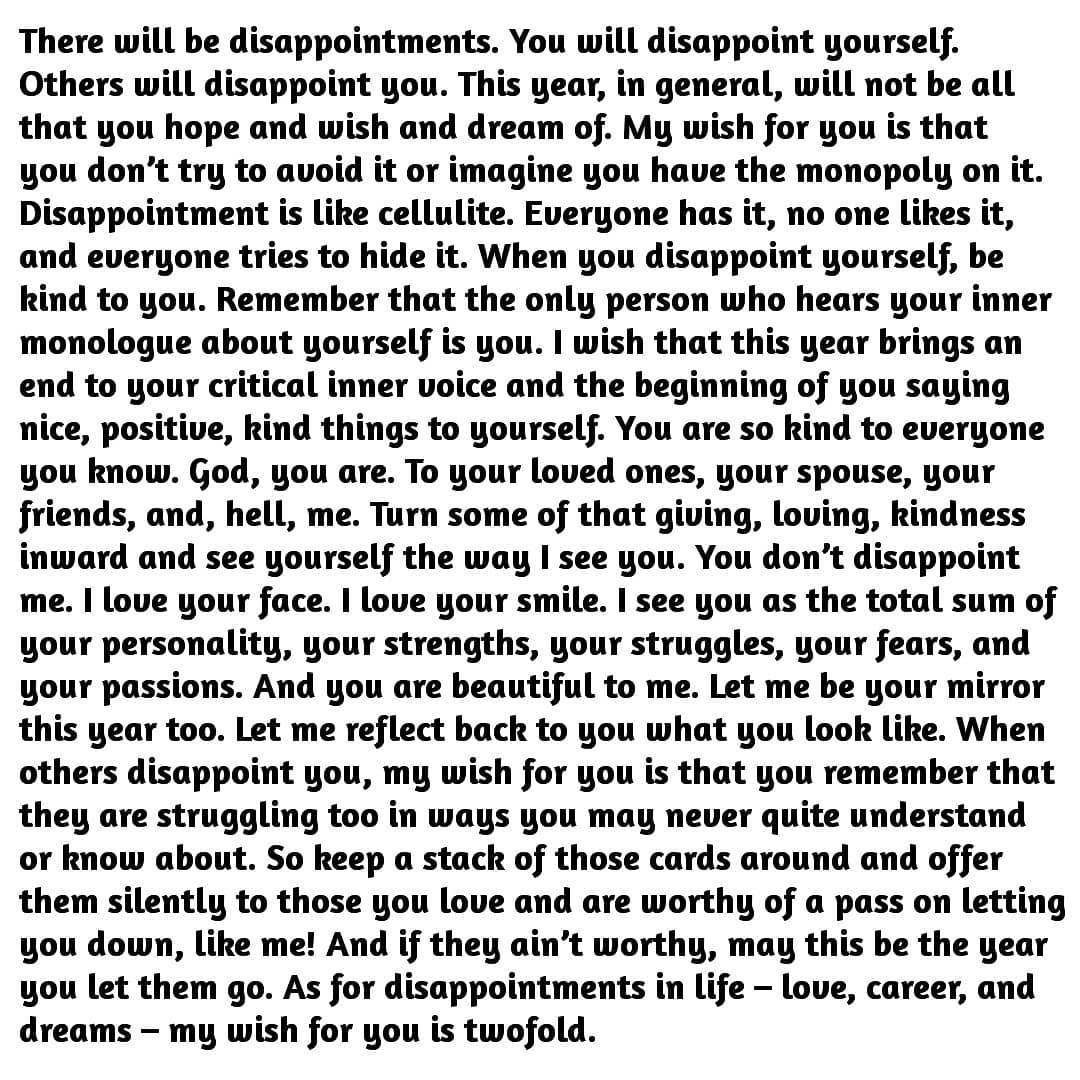 There will be disappointments. You will disappoint yourself.
Others will disappoint you. This year, in general, will not be all
that you hope and wish and dream of. My wish for you is that
you don’t try to avoid it or imagine you have the monopoly on it.
Disappointment is like cellulite. Everyone has it, no one likes it,
and everyone tries to hide it. When you disappoint yourself, be
kind to you. Remember that the only person who hears your inner
monologue about yourself is you. I wish that this year brings an
end to your critical inner voice and the beginning of you saying
nice, positive, kind things to yourself. You are so kind to everyone
you know. God, you are. To your loved ones, your spouse, your
friends, and, hell, me. Turn some of that giving, loving, kindness
inward and see yourself the way I see you. You don’t disappoint
me. I love your face. I love your smile. I see you as the total sum of
your personality, your strengths, your struggles, your fears, and
your passions. And you are beautiful to me. Let me be your mirror
this year too. Let me reflect back to you what you look like. When
others disappoint you, my wish for you is that you remember that
they are struggling too in ways you may never quite understand
or know about. So keep a stack of those cards around and offer
them silently to those you love and are worthy of a pass on letting
you down, like me! And if they ain’t worthy, may this be the year
you let them go. As for disappointments in life – love, career, and
dreams – my wish for you is twofold.